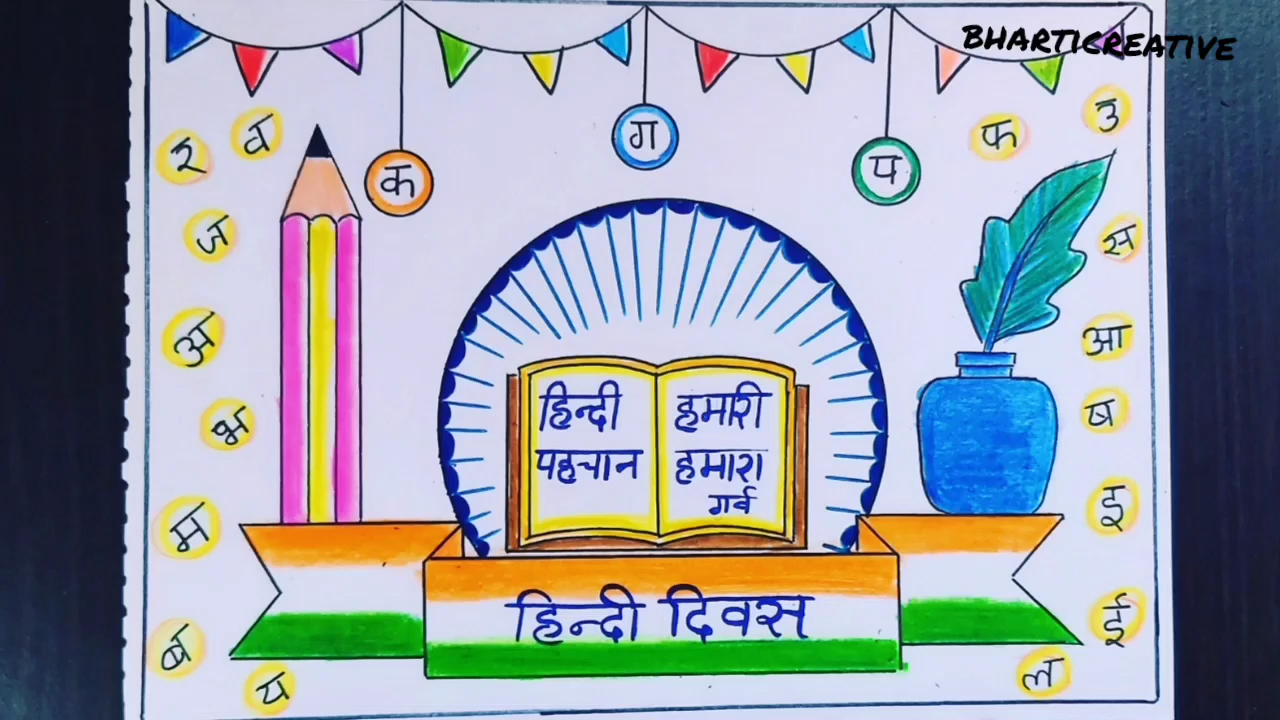 BHARTICREATIVE
क
ग
प
र
व
ज
अ
भ
म
ब
य
फ
उ
स
आ
ष
इ
ई
ल
हिन्दी हमारी
पहचान हमारा
गर्व
हिन्दी दिवस